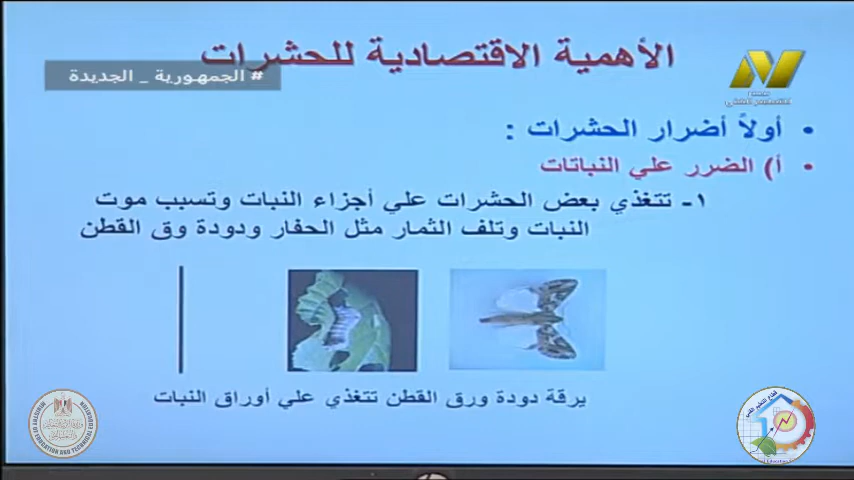 الأهمية الاقتصادية للحشرات
# الجمهورية _ الجديدة
• أولاً أضرار الحشرات :
• أ) الضرر علي النباتات
١- تتغذي بعض الحشرات علي أجزاء النبات وتسبب موت
النبات وتلف الثمار مثل الحفار ودودة وق القطن
يرقة دودة ورق القطن تتغذي علي أوراق النبات